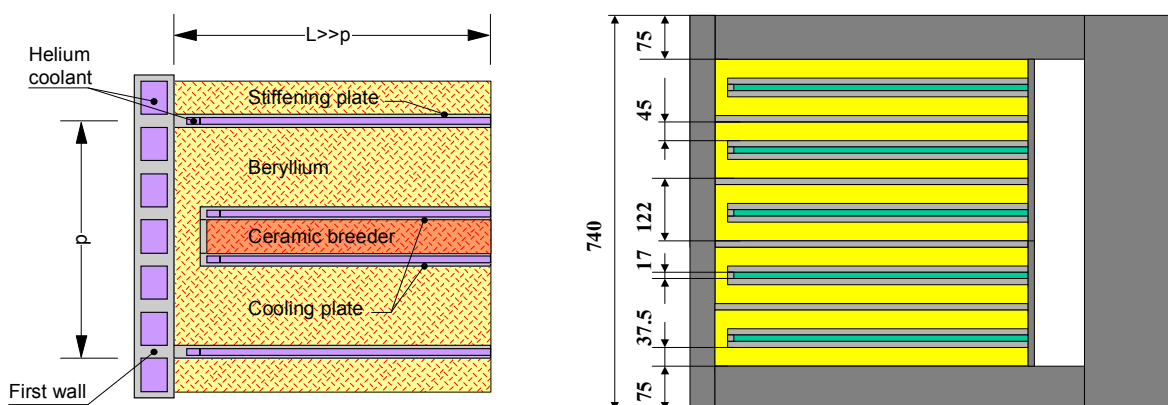 L>>p
Helium
coolant
Stiffening plate
Beryllium
p
Ceramic breeder
Cooling plate
First wall
740
75
45
122
17
37.5
75